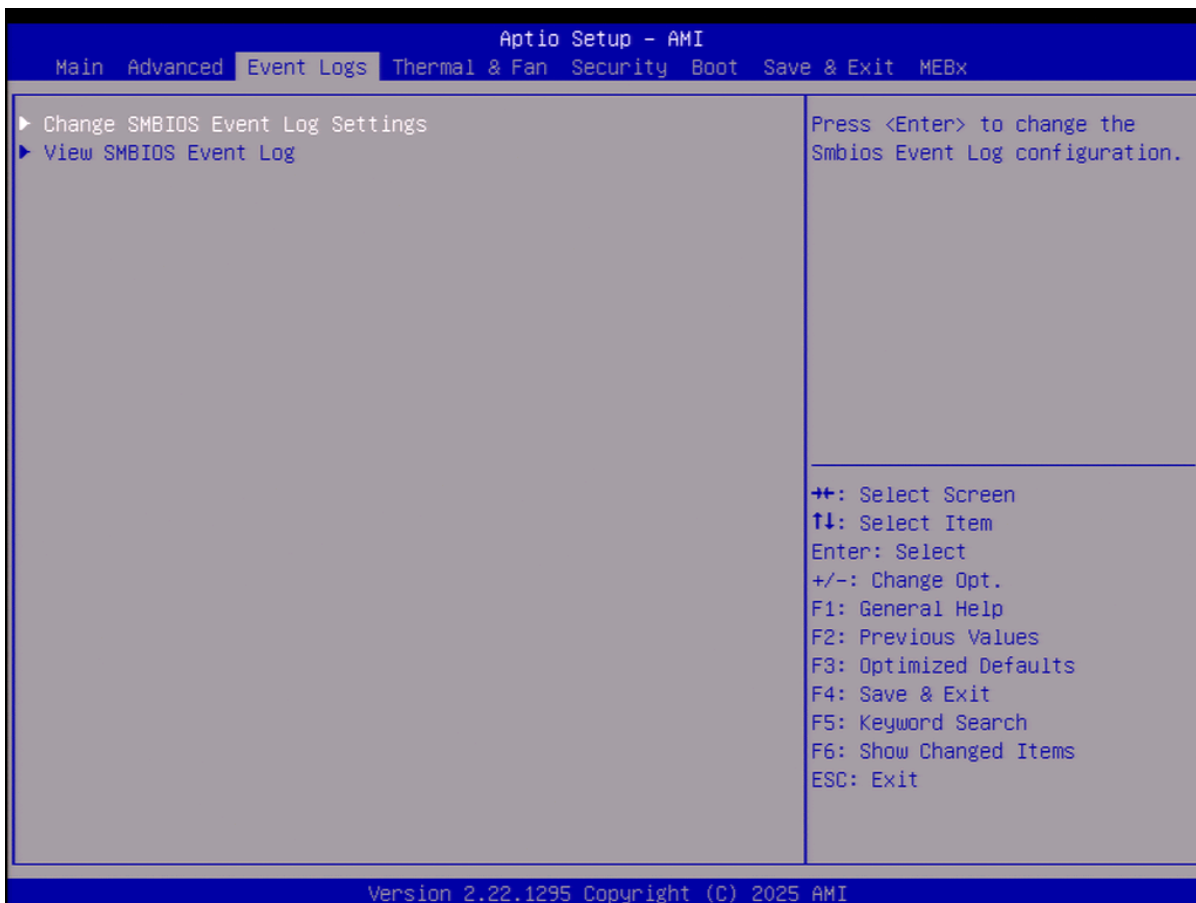 Aptio Setup – AMI
Main Advanced Event Logs Thermal & Fan Security Boot Save & Exit MEBx
▶ Change SMBIOS Event Log Settings
▶ View SMBIOS Event Log
Press <Enter> to change the
Smbios Event Log configuration.
→←: Select Screen
↑↓: Select Item
Enter: Select
+/-: Change Opt.
F1: General Help
F2: Previous Values
F3: Optimized Defaults
F4: Save & Exit
F5: Keyword Search
F6: Show Changed Items
ESC: Exit
Version 2.22.1295 Copyright (C) 2025 AMI